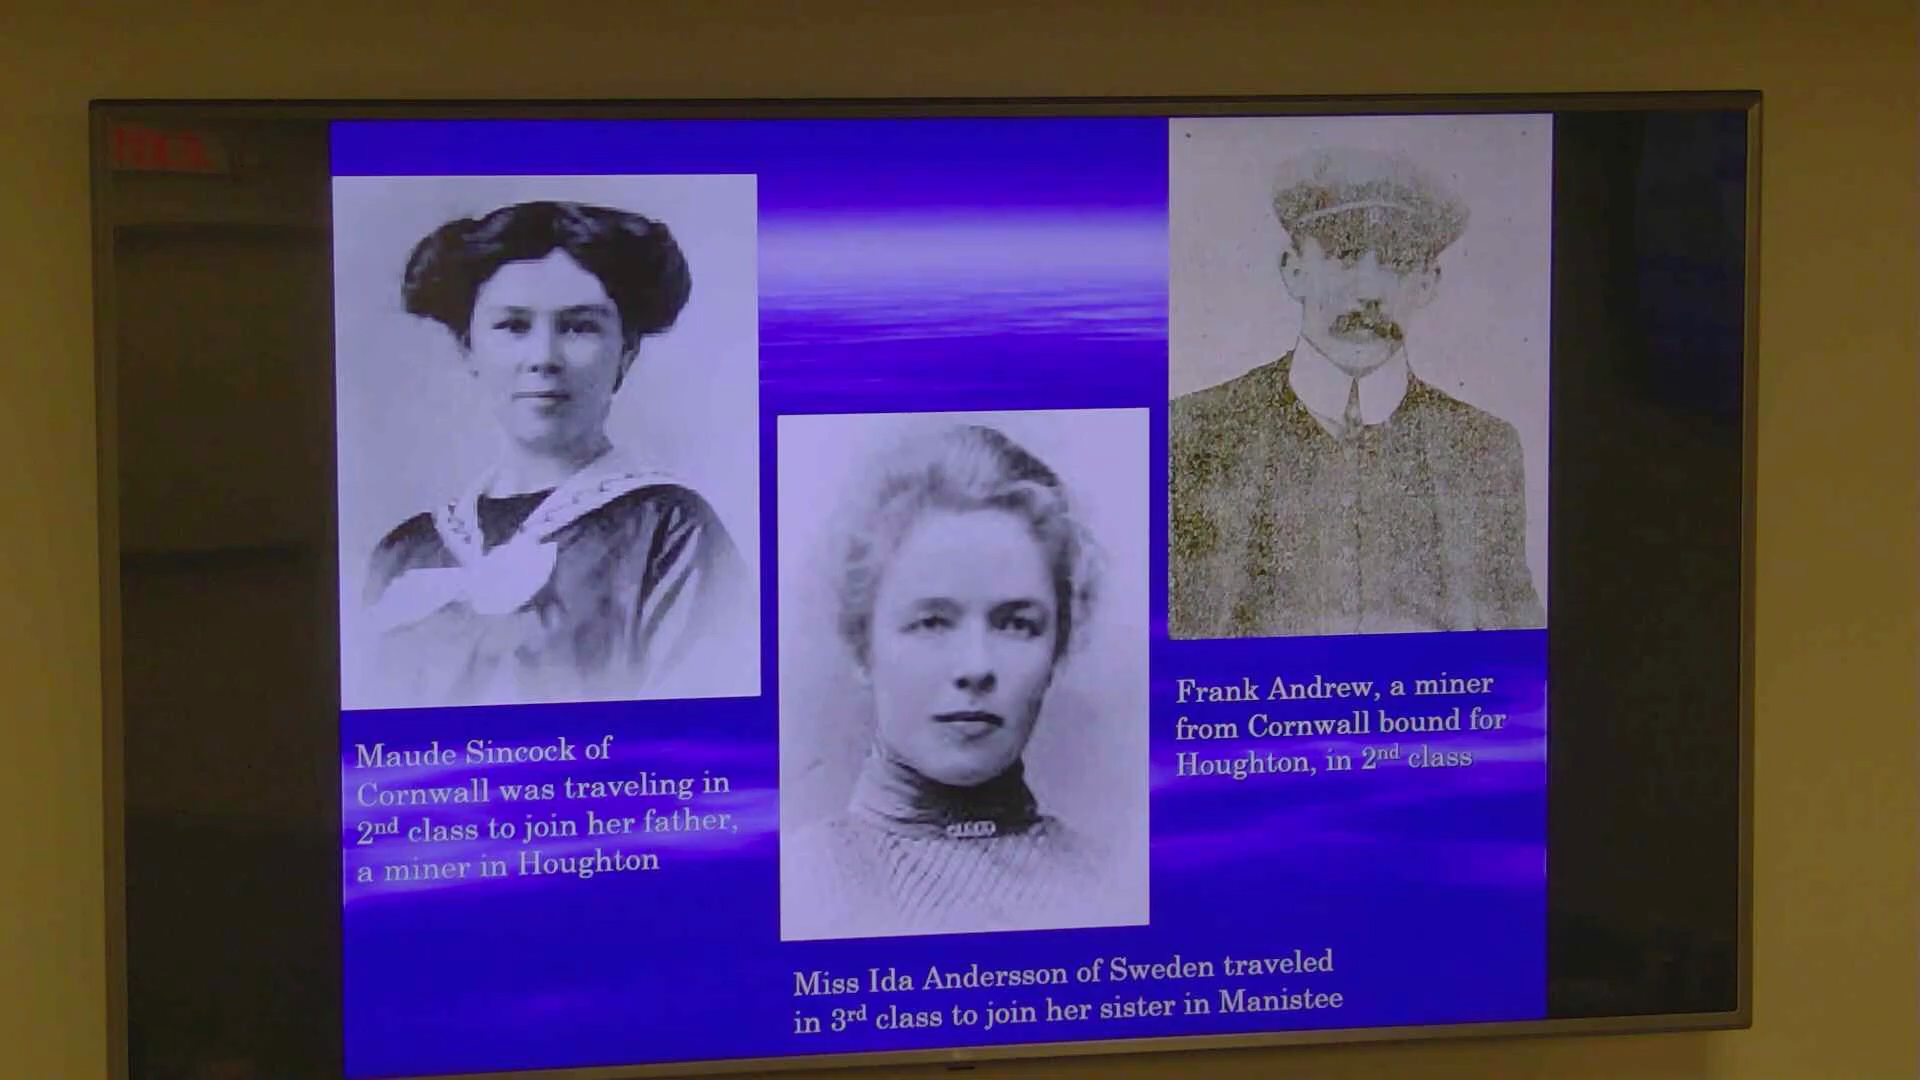 Maude Sincock of
Cornwall was traveling in
2nd class to join her father,
a miner in Houghton
Miss Ida Andersson of Sweden traveled
in 3rd class to join her sister in Manistee
Frank Andrew, a miner
from Cornwall bound for
Houghton, in 2nd class